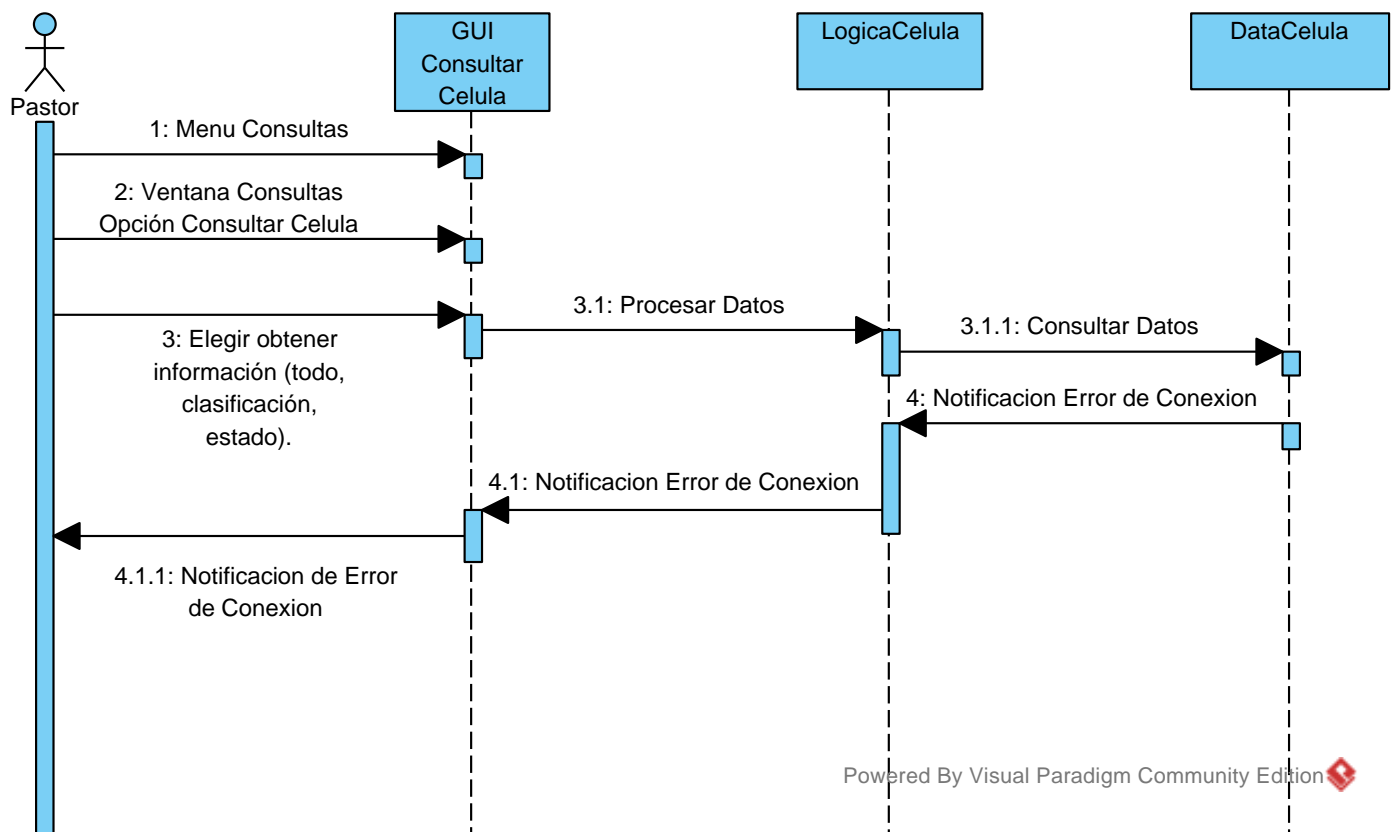 GUI
Consultar
Celula
LogicaCelula
DataCelula
Pastor
1: Menu Consultas
2: Ventana Consultas
Opción Consultar Celula
3: Elegir obtener
información (todo,
clasificación,
estado).
3.1: Procesar Datos
3.1.1: Consultar Datos
4: Notificacion Error de Conexion
4.1: Notificacion Error de Conexion
4.1.1: Notificacion de Error
de Conexion
Powered By Visual Paradigm Community Edition